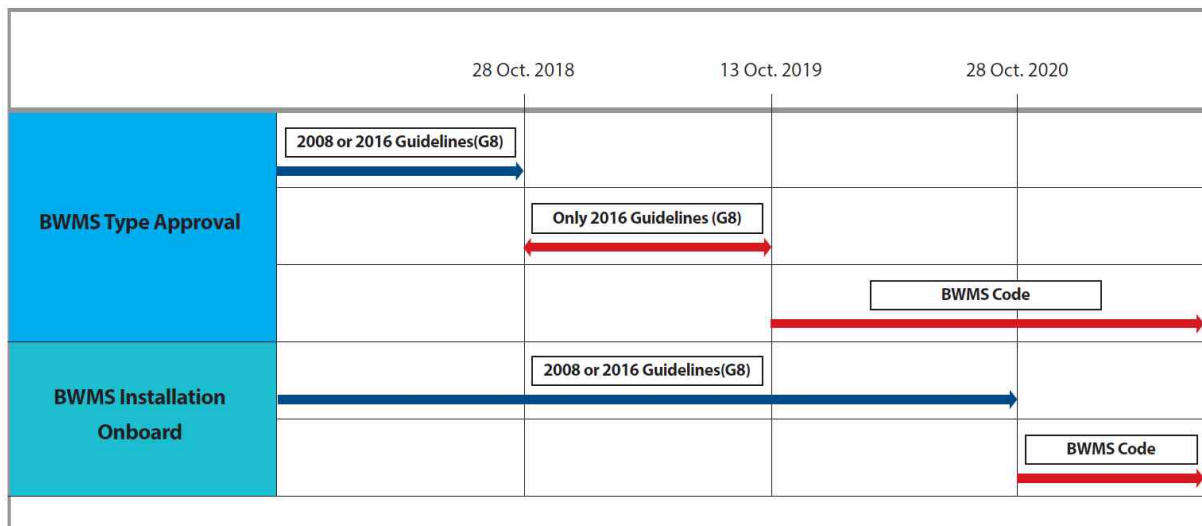 28 Oct. 2018
13 Oct. 2019
28 Oct. 2020
2008 or 2016 Guidelines(G8)
BWMS Type Approval
Only 2016 Guidelines (G8)
BWMS Code
2008 or 2016 Guidelines(G8)
BWMS Installation
Onboard
BWMS Code